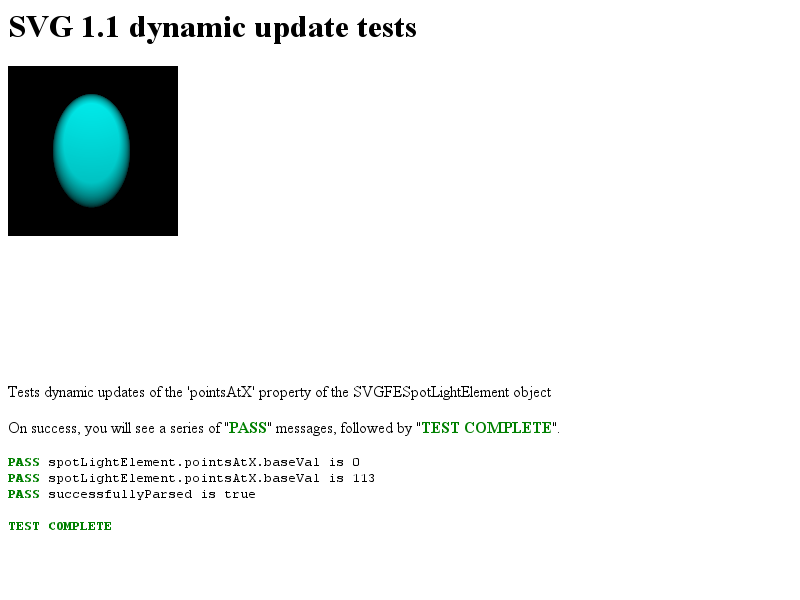 SVG 1.1 dynamic update tests
Tests dynamic updates of the 'pointsAtX' property of the SVGFESpotLightElement object
On success, you will see a series of "PASS" messages, followed by "TEST COMPLETE".
PASS spotLightElement.pointsAtX.baseVal is 0
PASS spotLightElement.pointsAtX.baseVal is 113
PASS successfullyParsed is true
TEST COMPLETE